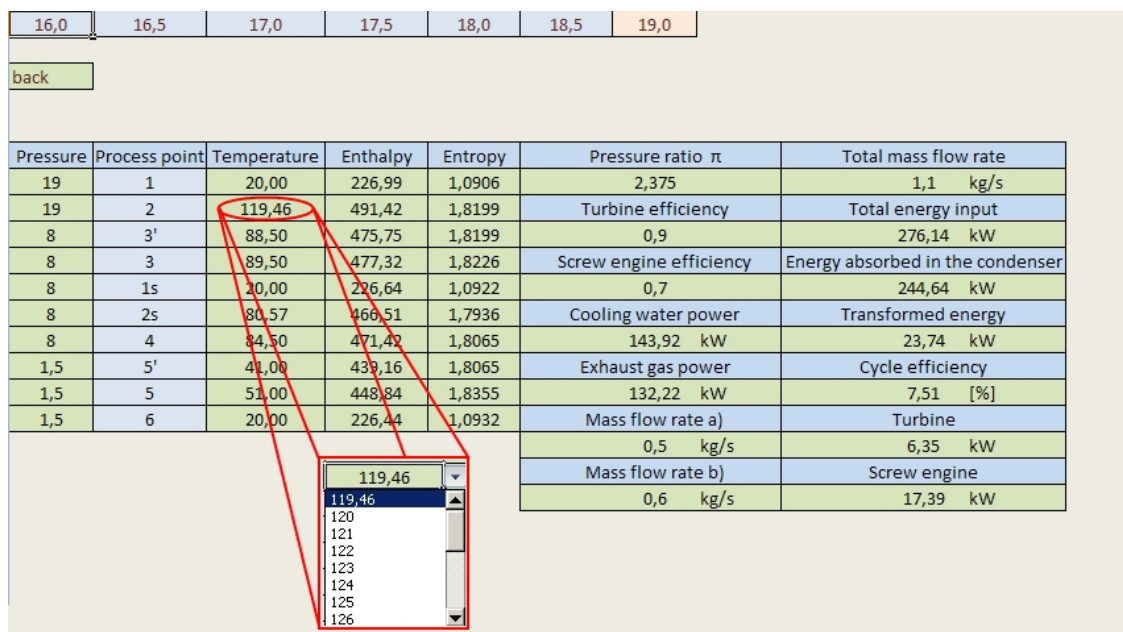 16,0 16,5 17,0 17,5 18,0 18,5 19,0
back
Pressure Process point Temperature Enthalpy Entropy Pressure ratio π Total mass flow rate
19 1 20,00 226,99 1,0906 2,375 1,1 kg/s
19 2 119,46 491,42 1,8199 Turbine efficiency Total energy input
8 3' 88,50 475,75 1,8199 0,9 276,14 kW
8 3 89,50 477,32 1,8226 Screw engine efficiency Energy absorbed in the condenser
8 1s 20,00 226,64 1,0922 0,7 244,64 kW
8 2s 80,57 466,51 1,7936 Cooling water power Transformed energy
8 4 84,50 471,42 1,8065 143,92 kW 23,74 kW
1,5 5' 41,00 439,16 1,8065 Exhaust gas power Cycle efficiency
1,5 5 51,00 448,84 1,8355 132,22 kW 7,51 [%]
1,5 6 20,00 226,44 1,0932 Mass flow rate a) Turbine
0,5 kg/s 6,35 kW
Mass flow rate b) Screw engine
0,6 kg/s 17,39 kW
119,46
119,46
120
121
122
123
124
125
126